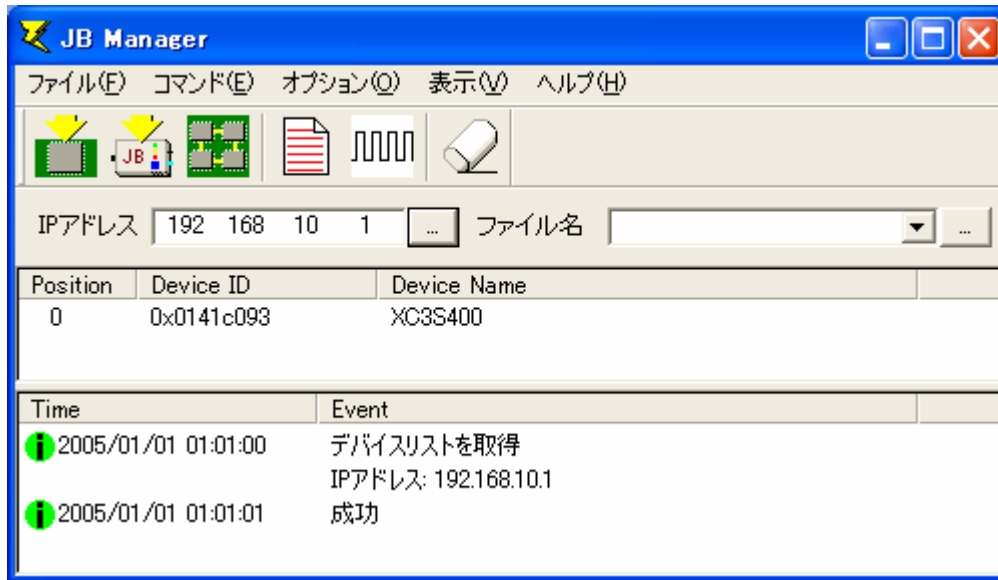 JB Manager
ファイル(F) コマンド(E) オプション(O) 表示(V) ヘルプ(H)
JB
IPアドレス 192 168 10 1 ... ファイル名 ...
Position Device ID Device Name
0 0x0141c093 XC3S400
Time Event
2005/01/01 01:01:00 デバイスリストを取得
IPアドレス: 192.168.10.1
2005/01/01 01:01:01 成功